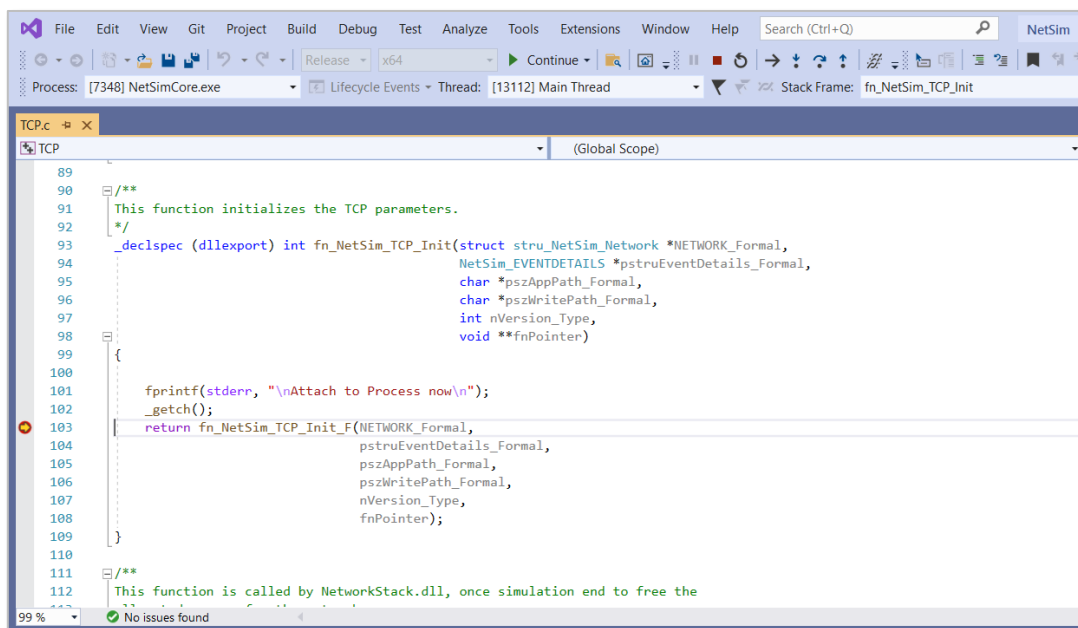 File Edit View Git Project Build Debug Test Analyze Tools Extensions Window Help Search (Ctrl+Q) NetSim
Release x64 Continue
Process: [7348] NetSimCore.exe Lifecycle Events Thread: [13112] Main Thread Stack Frame: fn_NetSim_TCP_Init
TCP.c
TCP (Global Scope)
89
90 /**
91 This function initializes the TCP parameters.
92 */
93 _declspec (dllexport) int fn_NetSim_TCP_Init(struct stru_NetSim_Network *NETWORK_Formal,
94 NetSim_EVENTDETAILS *pstruEventDetails_Formal,
95 char *pszAppPath_Formal,
96 char *pszWritePath_Formal,
97 int nVersion_Type,
98 void **fnPointer)
99 {
100
101 fprintf(stderr, "\nAttach to Process now\n");
102 _getch();
103 return fn_NetSim_TCP_Init_F(NETWORK_Formal,
104 pstruEventDetails_Formal,
105 pszAppPath_Formal,
106 pszWritePath_Formal,
107 nVersion_Type,
108 fnPointer);
109 }
110
111 /**
112 This function is called by NetworkStack.dll, once simulation end to free the
99 % No issues found